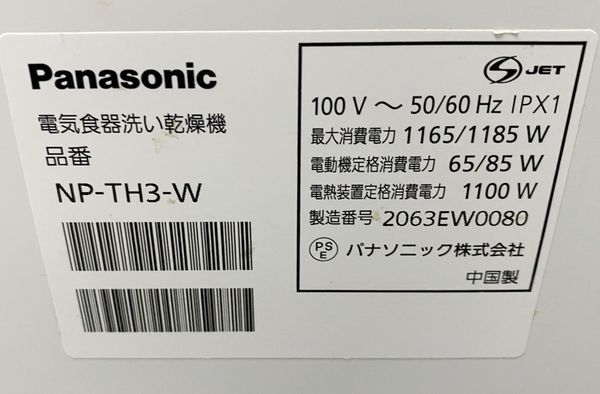 Panasonic
電気食器洗い乾燥機
品番
NP-TH3-W
S JET
100 V ～ 50/60 Hz IPX1
最大消費電力 1165/1185 W
電動機定格消費電力 65/85 W
電熱装置定格消費電力 1100 W
製造番号 2063EW0080
PSE パナソニック株式会社
中国製